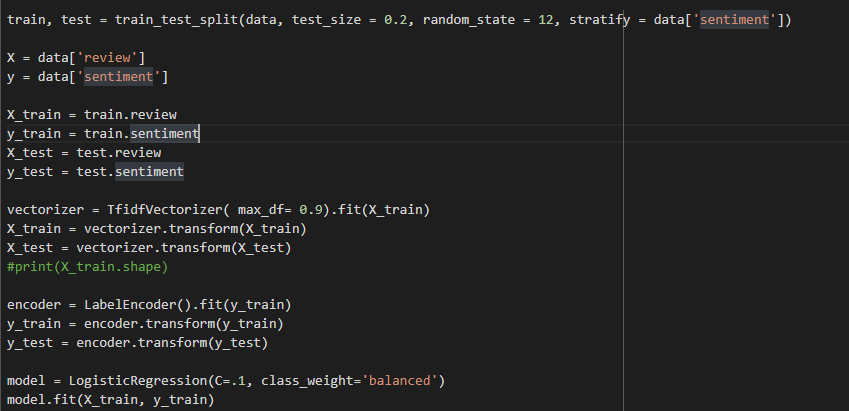 train, test = train_test_split(data, test_size = 0.2, random_state = 12, stratify = data['sentiment'])
X = data['review']
y = data['sentiment']
X_train = train.review
y_train = train.sentiment
X_test = test.review
y_test = test.sentiment
vectorizer = TfidfVectorizer( max_df= 0.9).fit(X_train)
X_train = vectorizer.transform(X_train)
X_test = vectorizer.transform(X_test)
#print(X_train.shape)
encoder = LabelEncoder().fit(y_train)
y_train = encoder.transform(y_train)
y_test = encoder.transform(y_test)
model = LogisticRegression(C=.1, class_weight='balanced')
model.fit(X_train, y_train)